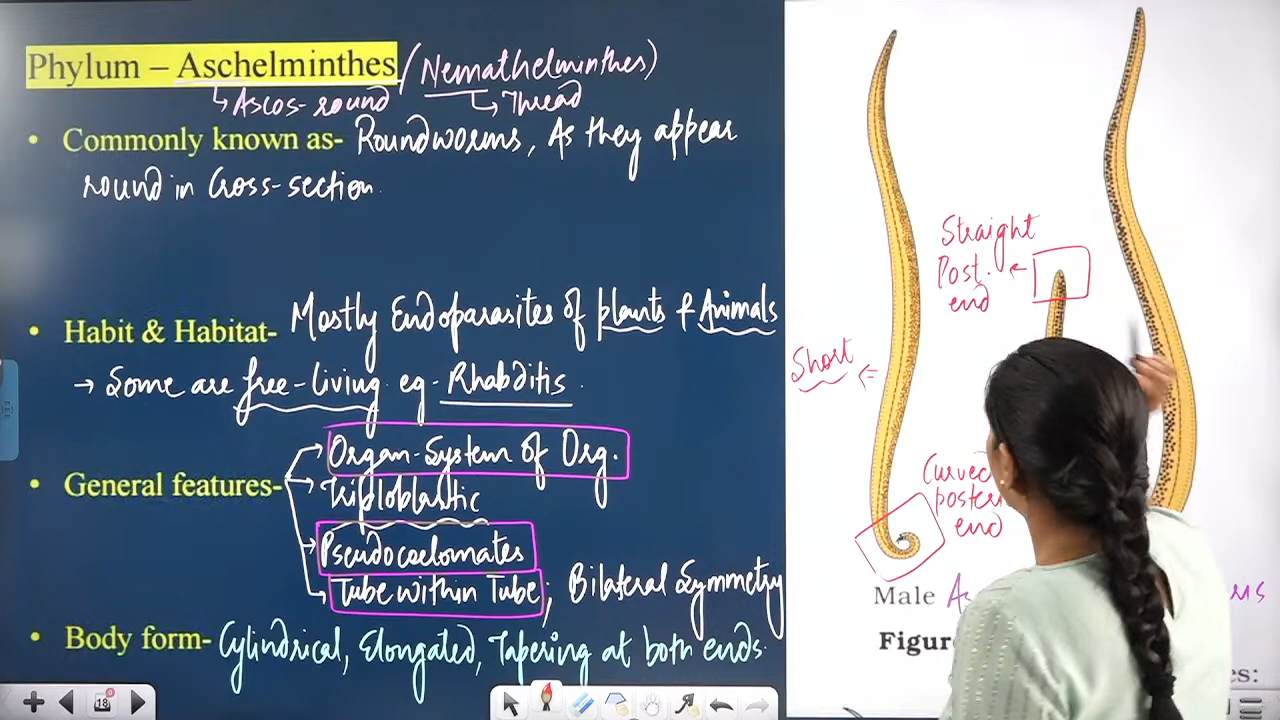 Phylum – Aschelminthes / (Nemathelminthes)
Ascos-round Thread
• Commonly known as- Roundworms, As they appear
round in Cross-section.
• Habit & Habitat- Mostly Endoparasites of plants & Animals
→ Some are free-living eg- Rhabditis.
• General features- Organ-System of Org.
Triploblastic
Pseudocoelomates
Tube within Tube ; Bilateral Symmetry
• Body form- Cylindrical, Elongated, Tapering at both ends.
18
Straight
Post.
end
Short
end
Male